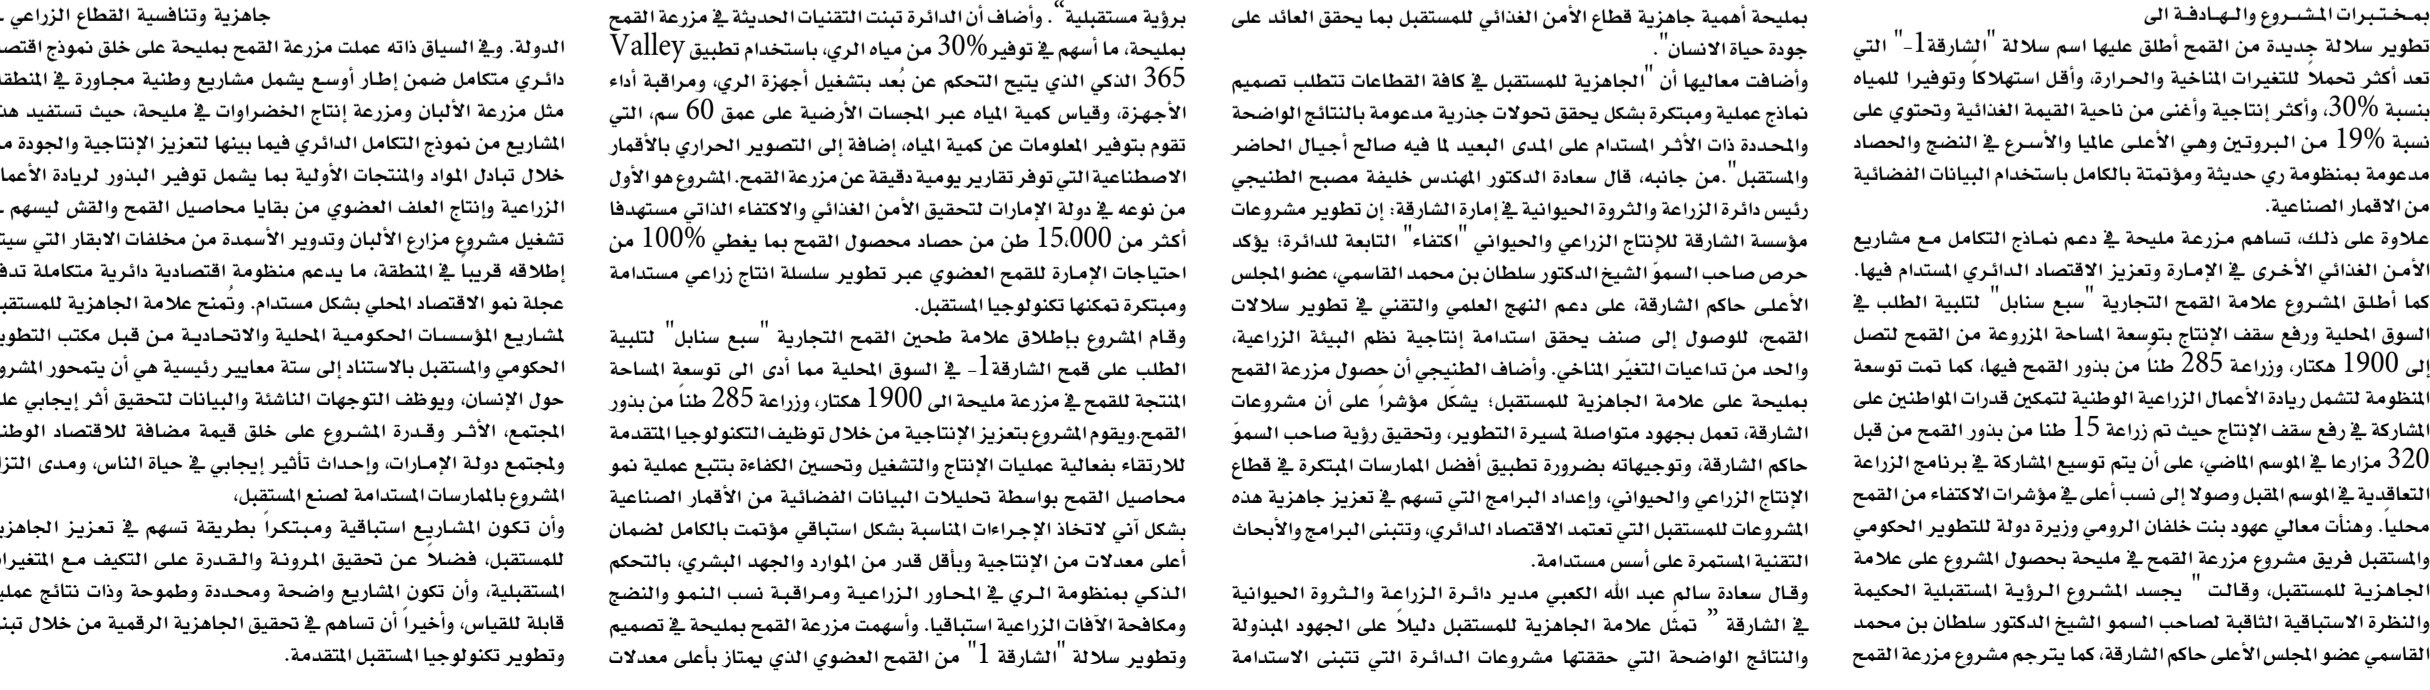 بمختبرات المشروع والهادفة الى
تطوير سلالة جديدة من القمح أطلق عليها اسم سلالة "الشارقة1-" التي
تعد أكثر تحملاً للتغيرات المناخية والحرارة، وأقل استهلاكاً وتوفيرا للمياه
بنسبة 30%، وأكثر إنتاجية وأغنى من ناحية القيمة الغذائية وتحتوي على
نسبة 19% من البروتين وهي الأعلى عالميا والأسرع في النضج والحصاد
مدعومة بمنظومة ري حديثة ومؤتمتة بالكامل باستخدام البيانات الفضائية
من الاقمار الصناعية.
علاوة على ذلك، تساهم مزرعة مليحة في دعم نماذج التكامل مع مشاريع
الأمن الغذائي الأخرى في الإمارة وتعزيز الاقتصاد الدائري المستدام فيها.
كما أطلق المشروع علامة القمح التجارية "سبع سنابل" لتلبية الطلب في
السوق المحلية ورفع سقف الإنتاج بتوسعة المساحة المزروعة من القمح لتصل
إلى 1900 هكتار، وزراعة 285 طناً من بذور القمح فيها، كما تمت توسعة
المنظومة لتشمل ريادة الأعمال الزراعية الوطنية لتمكين قدرات المواطنين على
المشاركة في رفع سقف الإنتاج حيث تم زراعة 15 طنا من بذور القمح من قبل
320 مزارعا في الموسم الماضي، على أن يتم توسيع المشاركة في برنامج الزراعة
التعاقدية في الموسم المقبل وصولا إلى نسب أعلى في مؤشرات الاكتفاء من القمح
محلياً. وهنأت معالي عهود بنت خلفان الرومي وزيرة دولة للتطوير الحكومي
والمستقبل فريق مشروع مزرعة القمح في مليحة بحصول المشروع على علامة
الجاهزية للمستقبل، وقالت " يجسد المشروع الرؤية المستقبلية الحكيمة
والنظرة الاستباقية الثاقبة لصاحب السمو الشيخ الدكتور سلطان بن محمد
القاسمي عضو المجلس الأعلى حاكم الشارقة، كما يترجم مشروع مزرعة القمح
بمليحة أهمية جاهزية قطاع الأمن الغذائي للمستقبل بما يحقق العائد على
جودة حياة الانسان".
وأضافت معاليها أن "الجاهزية للمستقبل في كافة القطاعات تتطلب تصميم
نماذج عملية ومبتكرة بشكل يحقق تحولات جذرية مدعومة بالنتائج الواضحة
والمحددة ذات الأثر المستدام على المدى البعيد لما فيه صالح أجيال الحاضر
والمستقبل".من جانبه، قال سعادة الدكتور المهندس خليفة مصبح الطنيجي
رئيس دائرة الزراعة والثروة الحيوانية في إمارة الشارقة: إن تطوير مشروعات
مؤسسة الشارقة للإنتاج الزراعي والحيواني "اكتفاء" التابعة للدائرة؛ يؤكد
حرص صاحب السموّ الشيخ الدكتور سلطان بن محمد القاسمي، عضو المجلس
الأعلى حاكم الشارقة، على دعم النهج العلمي والتقني في تطوير سلالات
القمح، للوصول إلى صنف يحقق استدامة إنتاجية نظم البيئة الزراعية،
والحد من تداعيات التغيّر المناخي. وأضاف الطنيجي أن حصول مزرعة القمح
بمليحة على علامة الجاهزية للمستقبل؛ يشكّل مؤشراً على أن مشروعات
الشارقة، تعمل بجهود متواصلة لمسيرة التطوير، وتحقيق رؤية صاحب السموّ
حاكم الشارقة، وتوجيهاته بضرورة تطبيق أفضل الممارسات المبتكرة في قطاع
الإنتاج الزراعي والحيواني، وإعداد البرامج التي تسهم في تعزيز جاهزية هذه
المشروعات للمستقبل التي تعتمد الاقتصاد الدائري، وتتبنى البرامج والأبحاث
التقنية المستمرة على أسس مستدامة.
وقال سعادة سالم عبد الله الكعبي مدير دائرة الزراعة والثروة الحيوانية
في الشارقة ” تمثّل علامة الجاهزية للمستقبل دليلاً على الجهود المبذولة
والنتائج الواضحة التي حققتها مشروعات الدائرة التي تتبنى الاستدامة
برؤية مستقبلية“. وأضاف أن الدائرة تبنت التقنيات الحديثة في مزرعة القمح
بمليحة، ما أسهم في توفير30% من مياه الري، باستخدام تطبيق Valley
365 الذكي الذي يتيح التحكم عن بُعد بتشغيل أجهزة الري، ومراقبة أداء
الأجهزة، وقياس كمية المياه عبر المجسات الأرضية على عمق 60 سم، التي
تقوم بتوفير المعلومات عن كمية المياه، إضافة إلى التصوير الحراري بالأقمار
الاصطناعية التي توفر تقارير يومية دقيقة عن مزرعة القمح. المشروع هو الأول
من نوعه في دولة الإمارات لتحقيق الأمن الغذائي والاكتفاء الذاتي مستهدفا
أكثر من 15،000 طن من حصاد محصول القمح بما يغطي 100% من
احتياجات الإمارة للقمح العضوي عبر تطوير سلسلة انتاج زراعي مستدامة
ومبتكرة تمكنها تكنولوجيا المستقبل.
وقام المشروع بإطلاق علامة طحين القمح التجارية "سبع سنابل" لتلبية
الطلب على قمح الشارقة1- في السوق المحلية مما أدى الى توسعة المساحة
المنتجة للقمح في مزرعة مليحة الى 1900 هكتار، وزراعة 285 طناً من بذور
القمح.ويقوم المشروع بتعزيز الإنتاجية من خلال توظيف التكنولوجيا المتقدمة
للارتقاء بفعالية عمليات الإنتاج والتشغيل وتحسين الكفاءة بتتبع عملية نمو
محاصيل القمح بواسطة تحليلات البيانات الفضائية من الأقمار الصناعية
بشكل آني لاتخاذ الإجراءات المناسبة بشكل استباقي مؤتمت بالكامل لضمان
أعلى معدلات من الإنتاجية وبأقل قدر من الموارد والجهد البشري، بالتحكم
الذكي بمنظومة الري في المحاور الزراعية ومراقبة نسب النمو والنضج
ومكافحة الآفات الزراعية استباقيا. وأسهمت مزرعة القمح بمليحة في تصميم
وتطوير سلالة "الشارقة 1" من القمح العضوي الذي يمتاز بأعلى معدلات
جاهزية وتنافسية القطاع الزراعي
الدولة. وفي السياق ذاته عملت مزرعة القمح بمليحة على خلق نموذج
دائري متكامل ضمن إطار أوسع يشمل مشاريع وطنية مجاورة في
مثل مزرعة الألبان ومزرعة إنتاج الخضراوات في مليحة، حيث تستفيد
المشاريع من نموذج التكامل الدائري فيما بينها لتعزيز الإنتاجية والجودة
خلال تبادل المواد والمنتجات الأولية بما يشمل توفير البذور لريادة
الزراعية وإنتاج العلف العضوي من بقايا محاصيل القمح والقش ليسهم
تشغيل مشروع مزارع الألبان وتدوير الأسمدة من مخلفات الابقار التي
إطلاقه قريباً في المنطقة، ما يدعم منظومة اقتصادية دائرية متكاملة
عجلة نمو الاقتصاد المحلي بشكل مستدام. وتُمنح علامة الجاهزية
لمشاريع المؤسسات الحكومية المحلية والاتحادية من قبل مكتب
الحكومي والمستقبل بالاستناد إلى ستة معايير رئيسية هي أن يتمحور
حول الإنسان، ويوظف التوجهات الناشئة والبيانات لتحقيق أثر إيجابي
المجتمع، الأثر وقدرة المشروع على خلق قيمة مضافة للاقتصاد
ولمجتمع دولة الإمارات، وإحداث تأثير إيجابي في حياة الناس، ومدى
المشروع بالممارسات المستدامة لصنع المستقبل،
وأن تكون المشاريع استباقية ومبتكراً بطريقة تسهم في تعزيز
للمستقبل، فضلاً عن تحقيق المرونة والقدرة على التكيف مع
المستقبلية، وأن تكون المشاريع واضحة ومحددة وطموحة وذات نتائج
قابلة للقياس، وأخيراً أن تساهم في تحقيق الجاهزية الرقمية من خلال
وتطوير تكنولوجيا المستقبل المتقدمة.